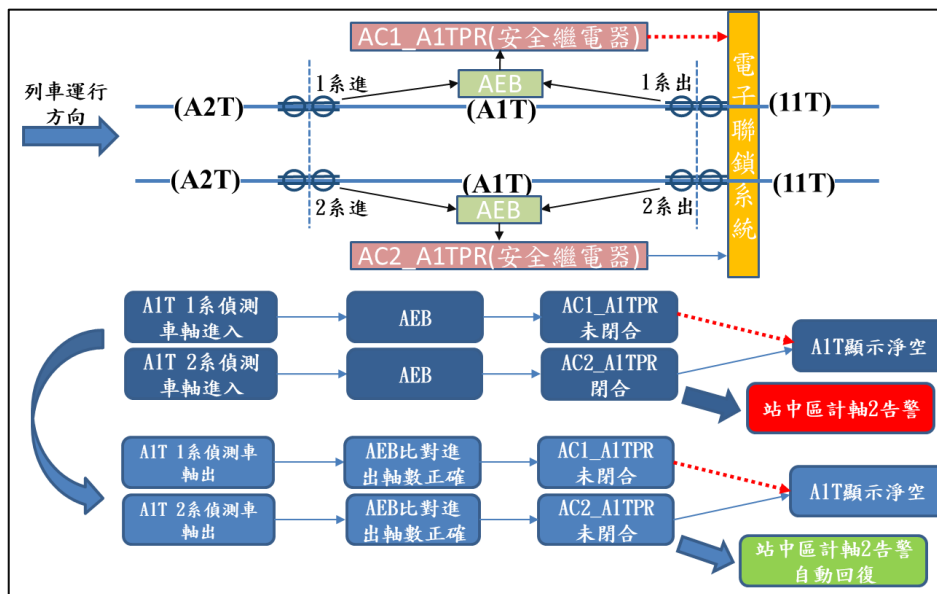 AC1_A1TPR(安全繼電器)
列車運行
方向
1系進
AEB
1系出
(A2T)
(A1T)
(11T)
(A2T)
(A1T)
(11T)
2系進
AEB
2系出
AC2_A1TPR(安全繼電器)
電子聯鎖系統
A1T 1系偵測
車軸進入
AEB
AC1_A1TPR
未閉合
A1T 2系偵測
車軸進入
AEB
AC2_A1TPR
閉合
A1T顯示淨空
站中區計軸2告警
A1T 1系偵測車
軸出
AEB比對進
出軸數正確
AC1_A1TPR
未閉合
A1T 2系偵測車
軸出
AEB比對進
出軸數正確
AC2_A1TPR
未閉合
A1T顯示淨空
站中區計軸2告警
自動回復